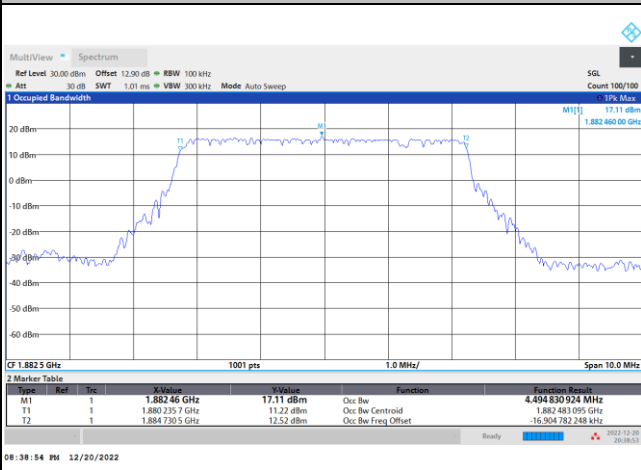 MultiView Spectrum
Ref Level 30.00 dBm Offset 12.90 dB RBW 100 kHz SGL
Att 30 dB SWT 1.01 ms VBW 300 kHz Mode Auto Sweep Count 100/100
1 Occupied Bandwidth 1Pk Max
M1[1] 17.11 dBm
1.882 460 00 GHz
M1
T1 T2
20 dBm
10 dBm
0 dBm
-10 dBm
-20 dBm
-30 dBm
-40 dBm
-50 dBm
-60 dBm
CF 1.882 5 GHz 1001 pts 1.0 MHz/ Span 10.0 MHz
2 Marker Table
Type Ref Trc X-Value Y-Value Function Function Result
M1 1 1.882 46 GHz 17.11 dBm Occ Bw 4.494 830 924 MHz
T1 1 1.880 235 7 GHz 11.22 dBm Occ Bw Centroid 1.882 483 095 GHz
T2 1 1.884 730 5 GHz 12.52 dBm Occ Bw Freq Offset -16.904 782 248 kHz
Ready 2022-12-20
20:38:53
08:38:54 PM 12/20/2022